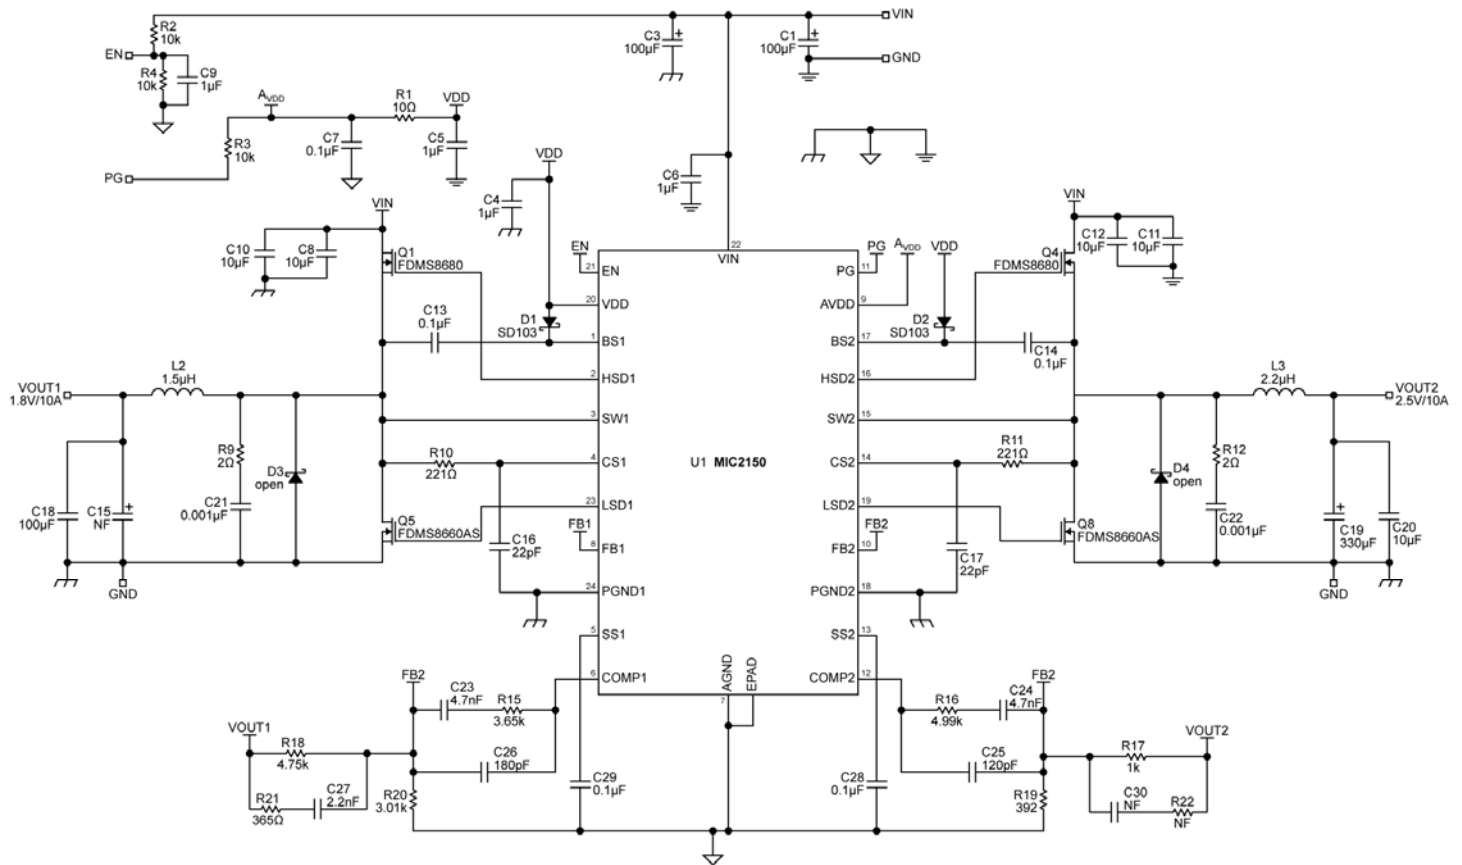 R2
10k
EN
R4
10k
C9
1µF
C3
100µF
+
C1
100µF
+
VIN
GND
AVDD
R1
10Ω
VDD
R3
10k
C7
0.1µF
C5
1µF
PG
VDD
C4
1µF
C6
1µF
VIN
C10
10µF
C8
10µF
Q1
FDMS8680
EN
PG
AVDD
VDD
VIN
C12
10µF
C11
10µF
Q4
FDMS8680
22
VIN
21
EN
PG
11
20
VDD
AVDD
9
C13
0.1µF
D1
SD103
D2
SD103
C14
0.1µF
1
BS1
BS2
17
2
HSD1
HSD2
16
L2
1.5µH
VOUT1
1.8V/10A
L3
2.2µH
VOUT2
2.5V/10A
3
SW1
SW2
15
R10
221Ω
R11
221Ω
4
CS1
U1 MIC2150
CS2
14
R9
2Ω
D3
open
R12
2Ω
D4
open
23
LSD1
LSD2
19
C18
100µF
C15
NF
+
C21
0.001µF
Q5
FDMS8660AS
C16
22pF
FB1
8
FB1
FB2
FB2
10
C17
22pF
Q8
FDMS8660AS
C22
0.001µF
C19
330µF
+
C20
10µF
GND
GND
24
PGND1
PGND2
18
5
SS1
SS2
13
6
COMP1
COMP2
12
AGND
EPAD
7
FB2
C23
4.7nF
R15
3.65k
R16
4.99k
C24
4.7nF
FB2
VOUT1
R18
4.75k
C26
180pF
C25
120pF
R17
1k
VOUT2
R21
365Ω
C27
2.2nF
R20
3.01k
C29
0.1µF
C28
0.1µF
R19
392
C30
NF
R22
NF